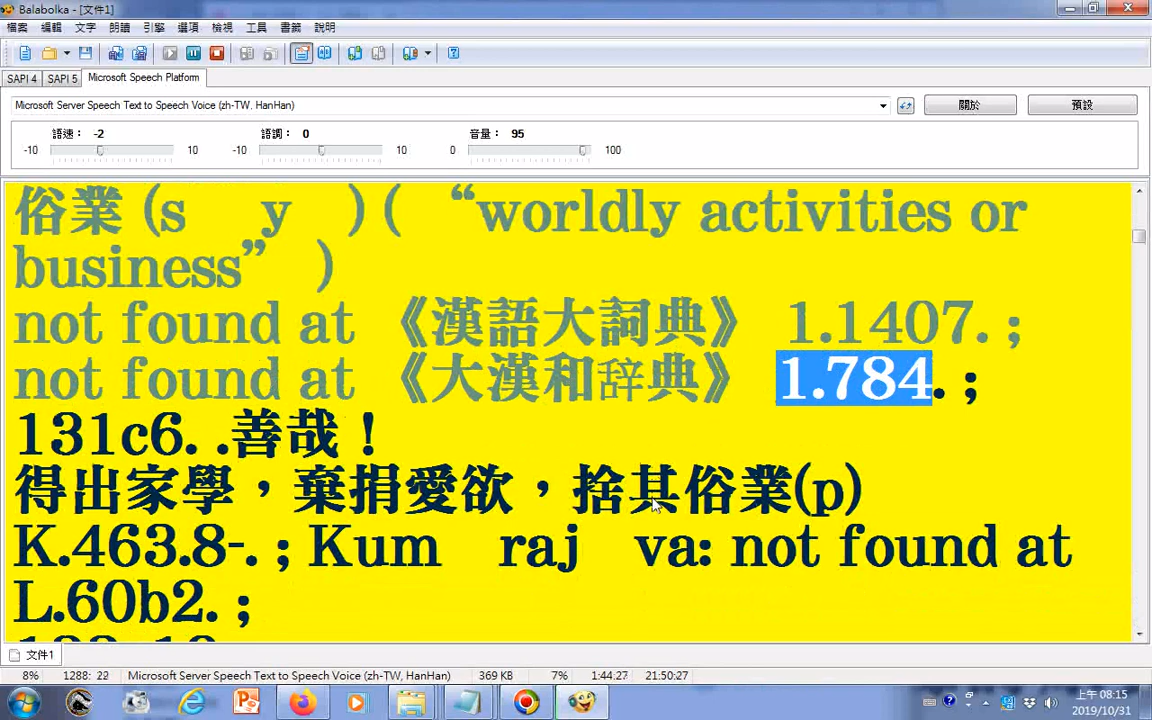 Balabolka - [文件1]
檔案 編輯 文字 朗讀 引擎 選項 檢視 工具 書籤 說明
SAPI 4 SAPI 5 Microsoft Speech Platform
Microsoft Server Speech Text to Speech Voice (zh-TW, HanHan) 關於 預設
語速： -2 語調： 0 音量： 95
-10 10 -10 10 0 100
俗業 (s y )( “worldly activities or
business” )
not found at 《漢語大詞典》 1.1407. ;
not found at 《大漢和辞典》 1.784. ;
131c6. .善哉！
得出家學，棄捐愛欲，捨其俗業(p)
K.463.8-. ; Kum raj va: not found at
L.60b2. ;
文件1
8% 1288: 22 Microsoft Server Speech Text to Speech Voice (zh-TW, HanHan) 369 KB 7% 1:44:27 21:50:27
上午 08:15
2019/10/31